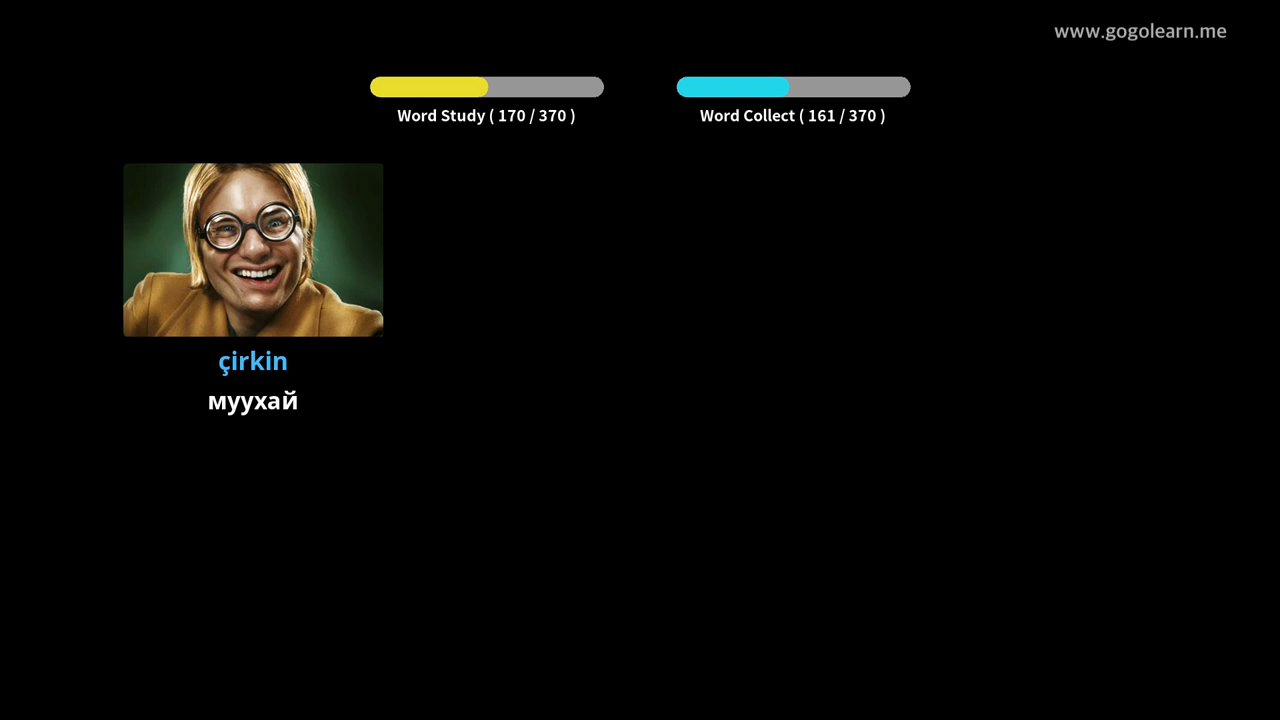 www.gogolearn.me
Word Study ( 170 / 370 )
Word Collect ( 161 / 370 )
çirkin
муухай